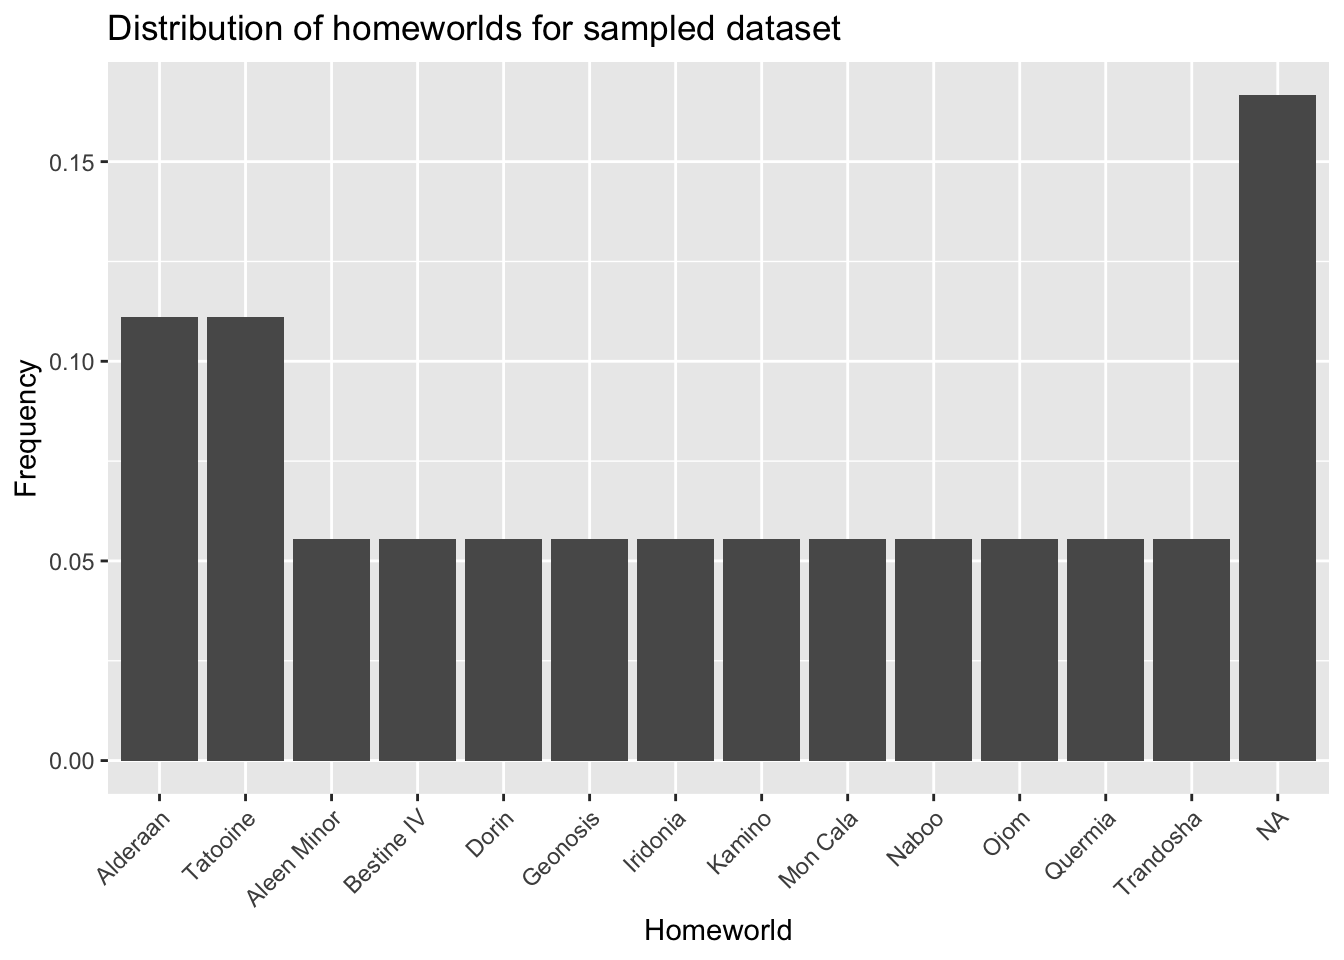 Distribution of homeworlds for sampled dataset
Frequency
0.15
0.10
0.05
0.00
Alderaan
Tatooine
Aleen Minor
Bestine IV
Dorin
Geonosis
Iridonia
Kamino
Mon Cala
Naboo
Ojom
Quermia
Trandosha
NA
Homeworld